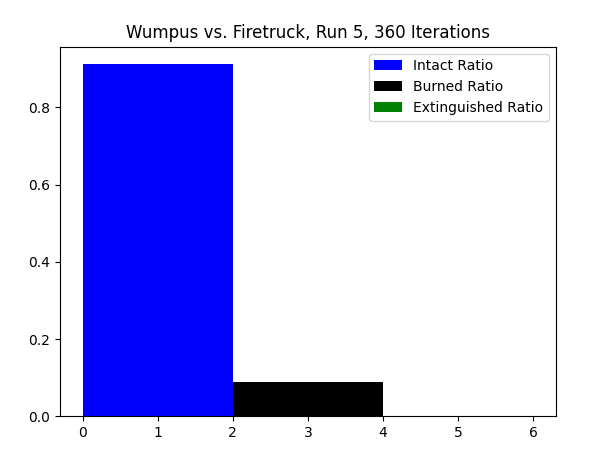 Wumpus vs. Firetruck, Run 5, 360 Iterations
Intact Ratio
Burned Ratio
Extinguished Ratio
0.8
0.6
0.4
0.2
0.0
0 1 2 3 4 5 6